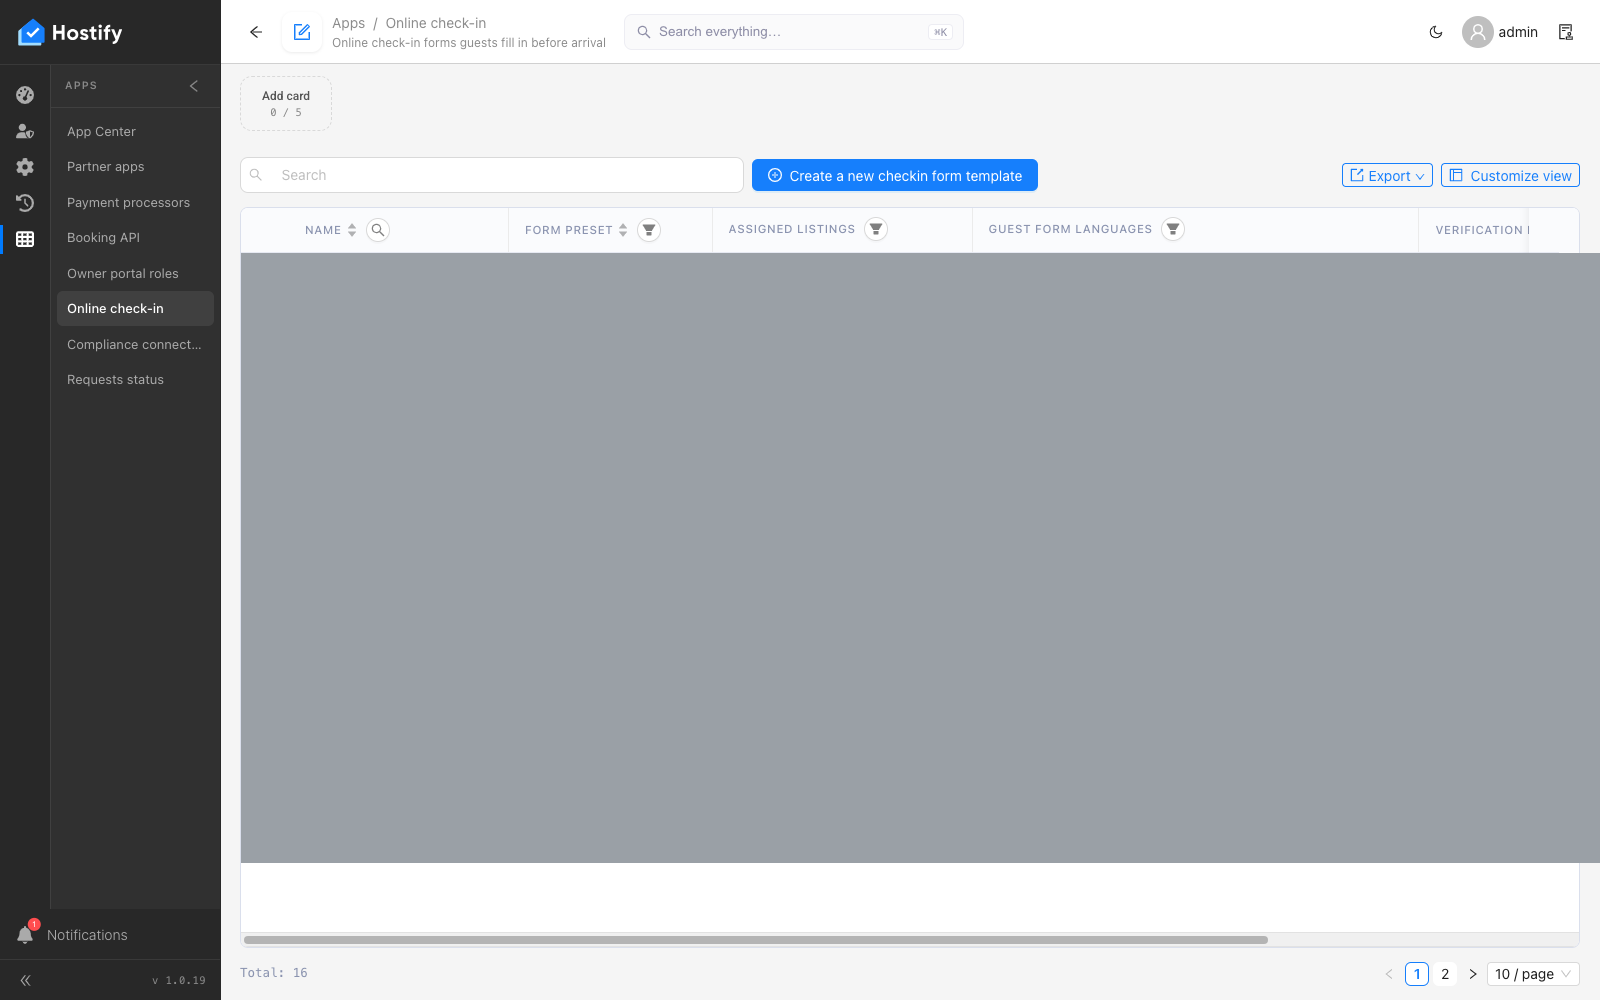 Hostify
Apps / Online check-in
Online check-in forms guests fill in before arrival
Search everything...
⌘K
admin
APPS
App Center
Partner apps
Payment processors
Booking API
Owner portal roles
Online check-in
Compliance connect...
Requests status
Add card
0 / 5
Search
Create a new checkin form template
Export
Customize view
NAME
FORM PRESET
ASSIGNED LISTINGS
GUEST FORM LANGUAGES
VERIFICATION
1
Notifications
v 1.0.19
Total: 16
1
2
10 / page